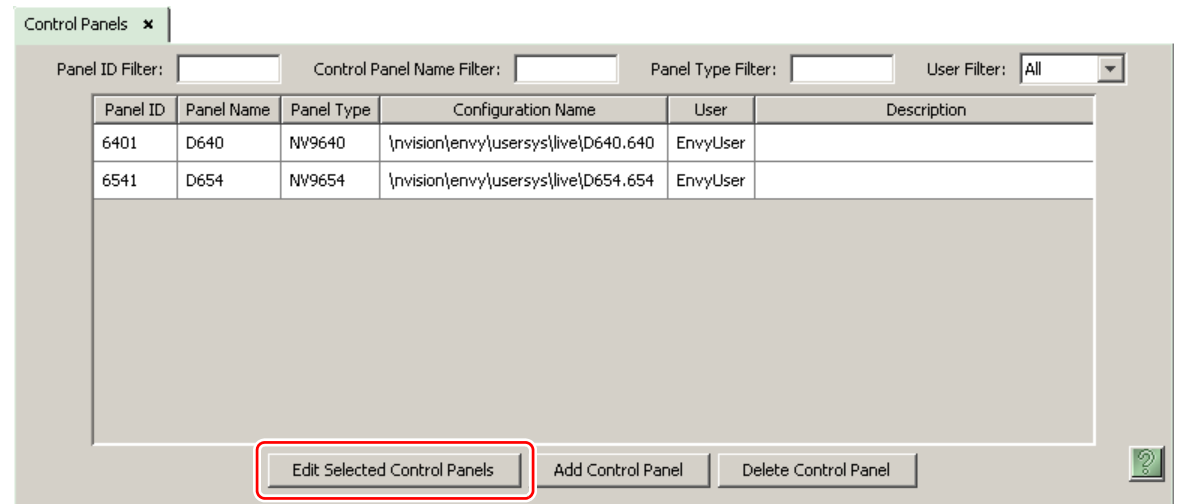 Control Panels ×
Panel ID Filter: Control Panel Name Filter: Panel Type Filter: User Filter: All
Panel ID Panel Name Panel Type Configuration Name User Description
6401 D640 NV9640 \nvision\envy\usersys\live\D640.640 EnvyUser
6541 D654 NV9654 \nvision\envy\usersys\live\D654.654 EnvyUser
Edit Selected Control Panels Add Control Panel Delete Control Panel ?